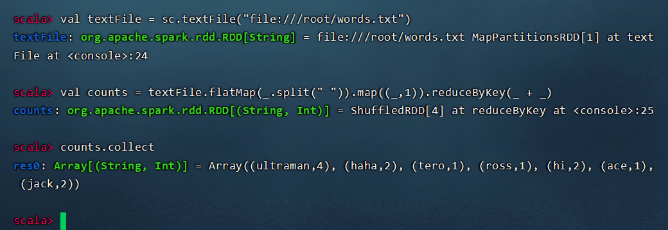 scala> val textFile = sc.textFile("file:///root/words.txt")
textFile: org.apache.spark.rdd.RDD[String] = file:///root/words.txt MapPartitionsRDD[1] at text
File at <console>:24
scala> val counts = textFile.flatMap(_.split(" ")).map((_,1)).reduceByKey(_ + _)
counts: org.apache.spark.rdd.RDD[(String, Int)] = ShuffledRDD[4] at reduceByKey at <console>:25
scala> counts.collect
res0: Array[(String, Int)] = Array((ultraman,4), (haha,2), (tero,1), (ross,1), (hi,2), (ace,1),
(jack,2))
scala>